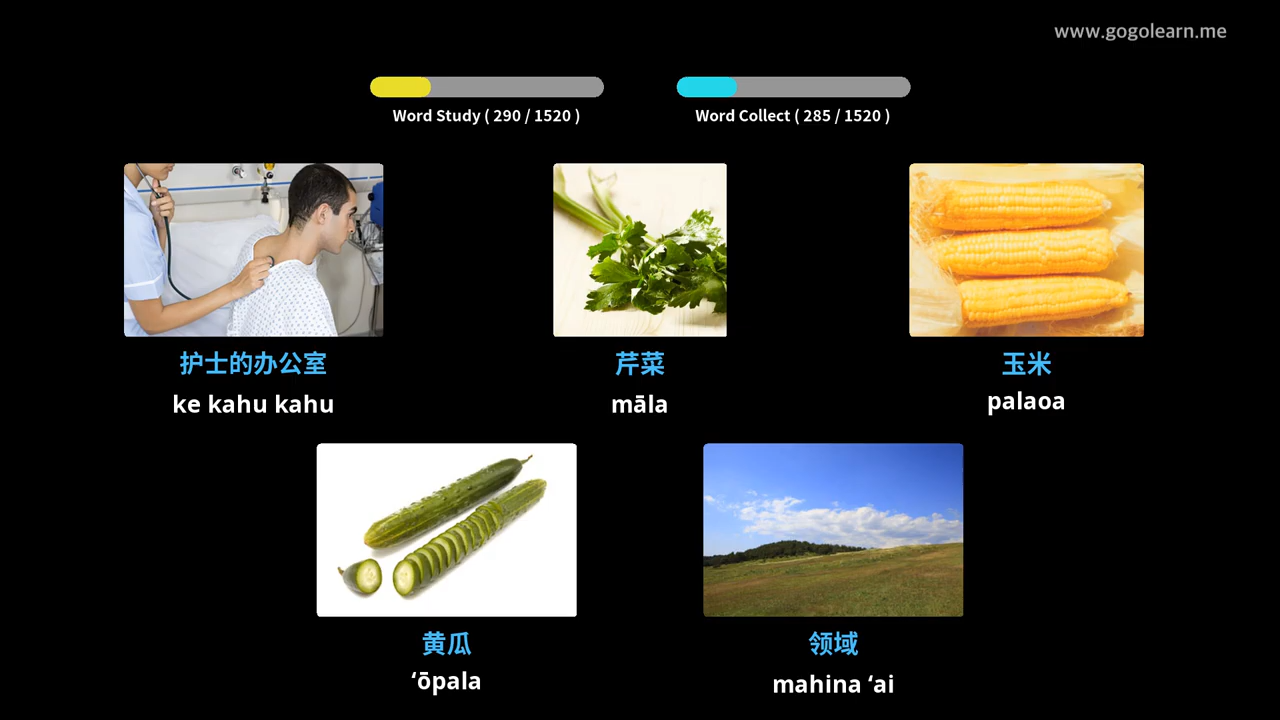 www.gogolearn.me
Word Study ( 290 / 1520 )
Word Collect ( 285 / 1520 )
护士的办公室
ke kahu kahu
芹菜
māla
玉米
palaoa
黄瓜
ʻōpala
领域
mahina ʻai